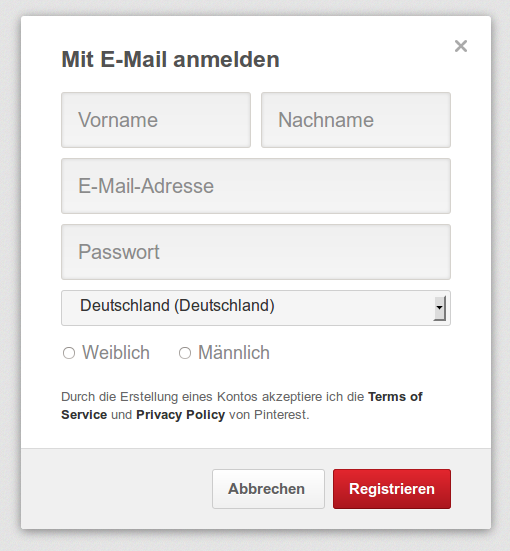 Mit E-Mail anmelden
×
Vorname Nachname
E-Mail-Adresse
Passwort
Deutschland (Deutschland)
Weiblich Männlich
Durch die Erstellung eines Kontos akzeptiere ich die Terms of
Service und Privacy Policy von Pinterest.
Abbrechen Registrieren